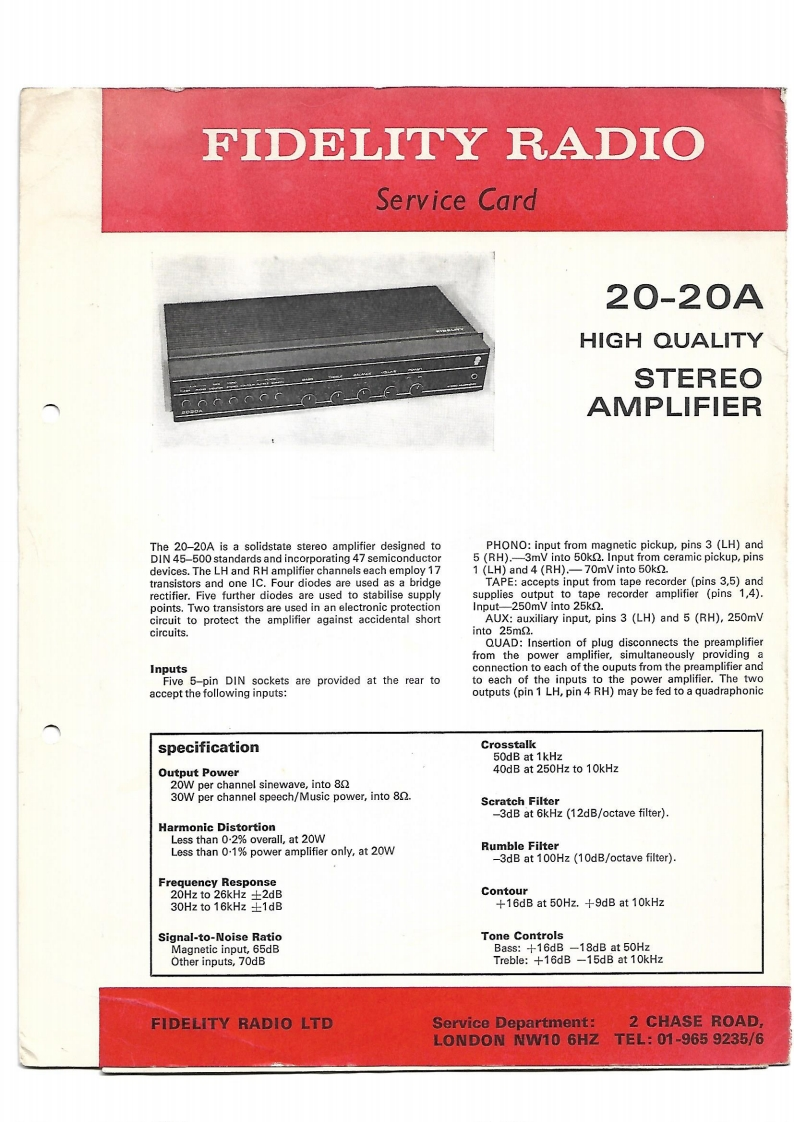 FIDELITY RADIO
Service Card
20-20A
HIGH QUALITY
STEREO
AMPLIFIER
FIDELITY
BASS TREBLE BALANCE VOLUME
2020A
The 20–20A is a solidstate stereo amplifier designed to
DIN 45–500 standards and incorporating 47 semiconductor
devices. The LH and RH amplifier channels each employ 17
transistors and one IC. Four diodes are used as a bridge
rectifier. Five further diodes are used to stabilise supply
points. Two transistors are used in an electronic protection
circuit to protect the amplifier against accidental short
circuits.
Inputs
Five 5–pin DIN sockets are provided at the rear to
accept the following inputs:
PHONO: input from magnetic pickup, pins 3 (LH) and
5 (RH).—3mV into 50kΩ. Input from ceramic pickup, pins
1 (LH) and 4 (RH).— 70mV into 50kΩ.
TAPE: accepts input from tape recorder (pins 3,5) and
supplies output to tape recorder amplifier (pins 1,4).
Input—250mV into 25kΩ.
AUX: auxiliary input, pins 3 (LH) and 5 (RH), 250mV
into 25mΩ.
QUAD: Insertion of plug disconnects the preamplifier
from the power amplifier, simultaneously providing a
connection to each of the ouputs from the preamplifier and
to each of the inputs to the power amplifier. The two
outputs (pin 1 LH, pin 4 RH) may be fed to a quadraphonic
specification
Output Power
20W per channel sinewave, into 8Ω
30W per channel speech/Music power, into 8Ω.
Harmonic Distortion
Less than 0·2% overall, at 20W
Less than 0·1% power amplifier only, at 20W
Frequency Response
20Hz to 26kHz ±2dB
30Hz to 16kHz ±1dB
Signal-to-Noise Ratio
Magnetic input, 65dB
Other inputs, 70dB
Crosstalk
50dB at 1kHz
40dB at 250Hz to 10kHz
Scratch Filter
–3dB at 6kHz (12dB/octave filter).
Rumble Filter
–3dB at 100Hz (10dB/octave filter).
Contour
+16dB at 50Hz. +9dB at 10kHz
Tone Controls
Bass: +16dB —18dB at 50Hz
Treble: +16dB —15dB at 10kHz
FIDELITY RADIO LTD
Service Department: 2 CHASE ROAD,
LONDON NW10 6HZ TEL: 01-965 9235/6